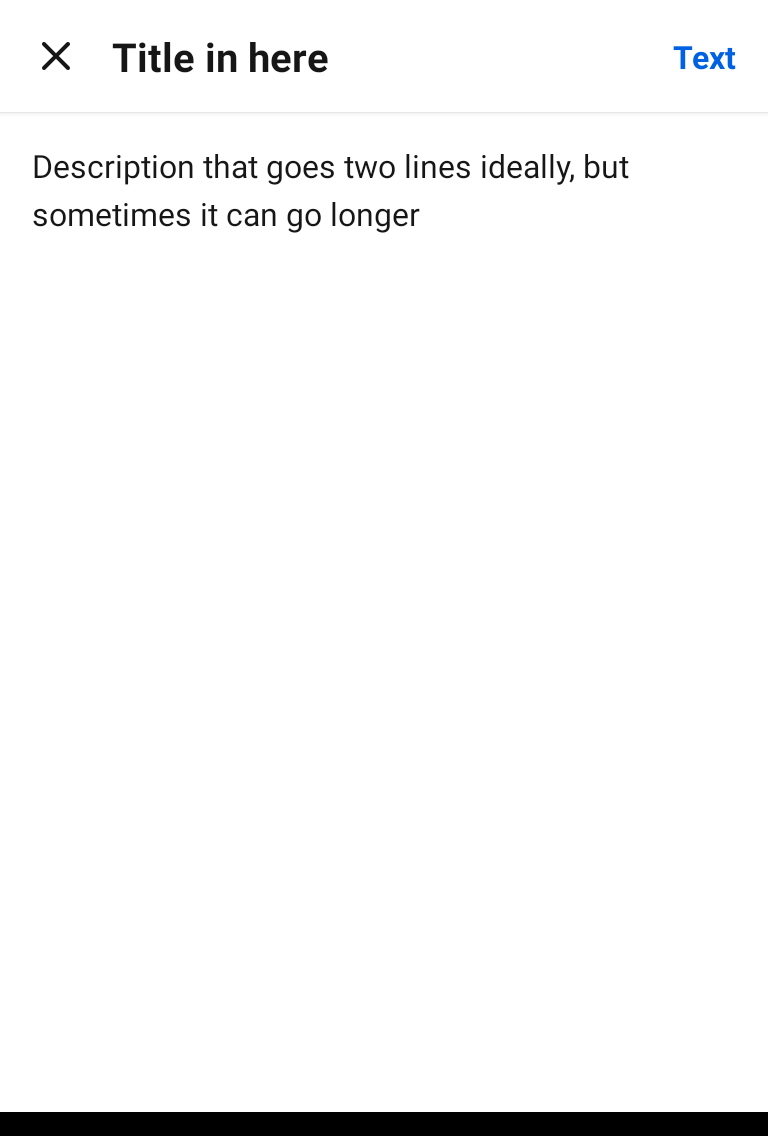 Title in here
Text
Description that goes two lines ideally, but
sometimes it can go longer